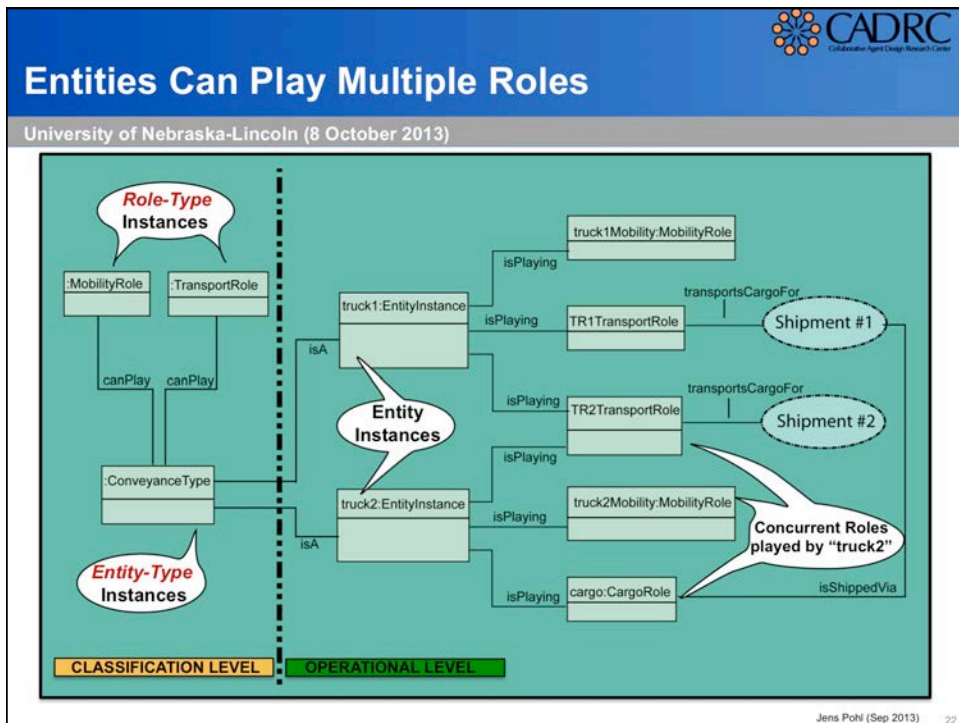 CADRC
Collaborative Agent Design Research Center
Entities Can Play Multiple Roles
University of Nebraska-Lincoln (8 October 2013)
Role-Type
Instances
:MobilityRole
:TransportRole
canPlay
canPlay
:ConveyanceType
Entity-Type
Instances
CLASSIFICATION LEVEL
isA
isA
truck1:EntityInstance
Entity
Instances
truck2:EntityInstance
isPlaying
truck1Mobility:MobilityRole
isPlaying
TR1TransportRole
transportsCargoFor
Shipment #1
isPlaying
TR2TransportRole
transportsCargoFor
Shipment #2
isPlaying
isPlaying
truck2Mobility:MobilityRole
Concurrent Roles
played by “truck2”
isPlaying
cargo:CargoRole
isShippedVia
OPERATIONAL LEVEL
Jens Pohl (Sep 2013)
22